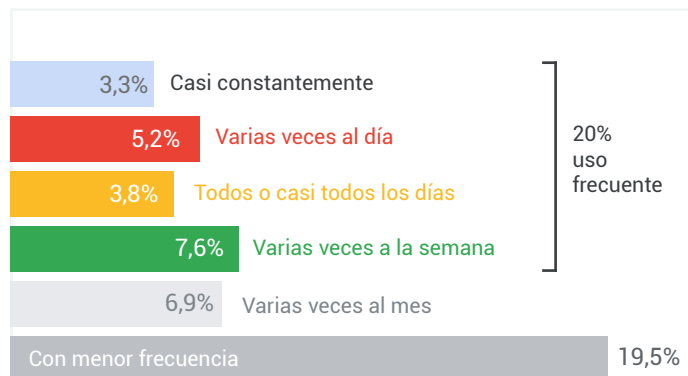 3,3% Casi constantemente
5,2% Varias veces al día
3,8% Todos o casi todos los días
7,6% Varias veces a la semana
20%
uso
frecuente
6,9% Varias veces al mes
Con menor frecuencia 19,5%